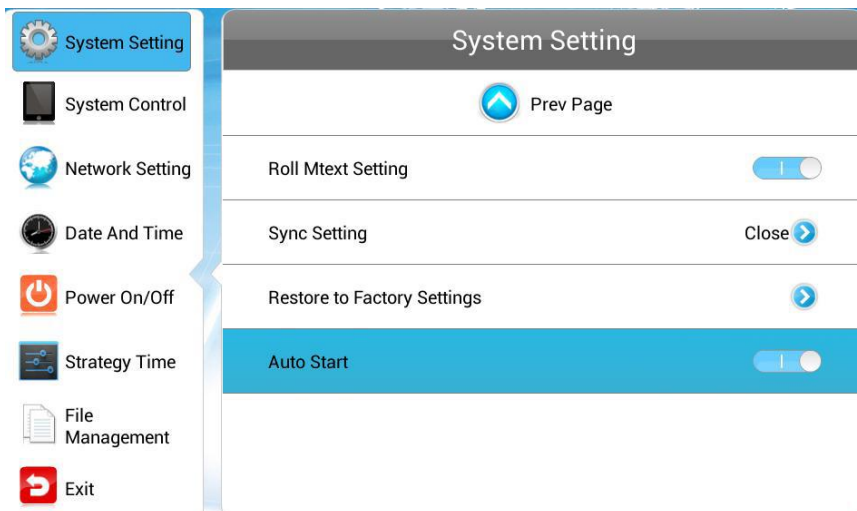 System Setting
System Control
Network Setting
Date And Time
Power On/Off
Strategy Time
File
Management
Exit
System Setting
Prev Page
Roll Mtext Setting
Sync Setting Close
Restore to Factory Settings
Auto Start